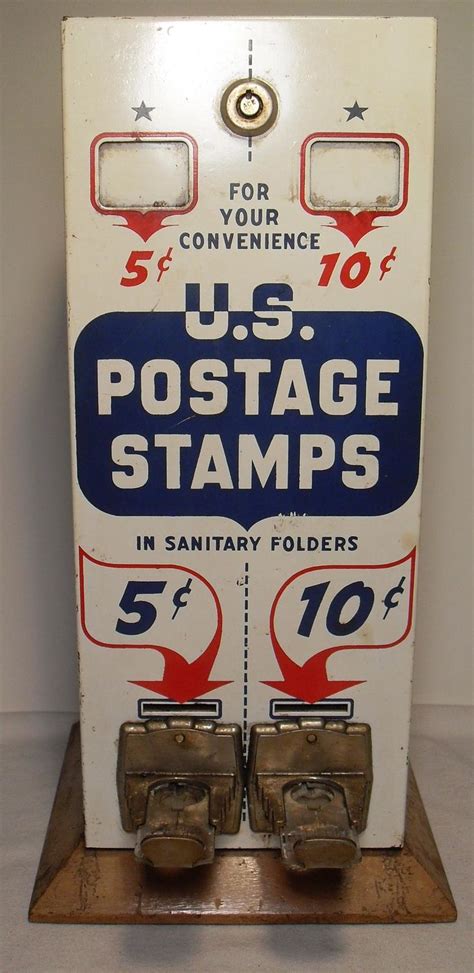 FOR
YOUR
CONVENIENCE
5¢ 10¢
U.S.
POSTAGE
STAMPS
IN SANITARY FOLDERS
5¢ 10¢